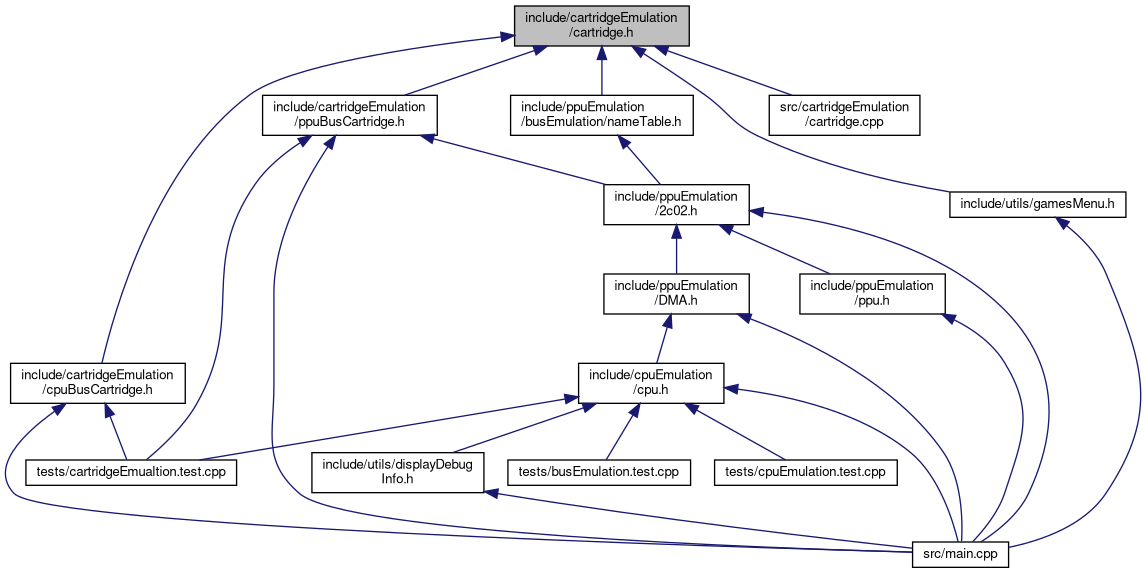 include/cartridgeEmulation
/cartridge.h
include/cartridgeEmulation
/ppuBusCartridge.h
include/ppuEmulation
/busEmulation/nameTable.h
src/cartridgeEmulation
/cartridge.cpp
include/ppuEmulation
/2c02.h
include/utils/gamesMenu.h
include/ppuEmulation
/DMA.h
include/ppuEmulation
/ppu.h
include/cartridgeEmulation
/cpuBusCartridge.h
include/cpuEmulation
/cpu.h
tests/cartridgeEmualtion.test.cpp
include/utils/displayDebug
Info.h
tests/busEmulation.test.cpp
tests/cpuEmulation.test.cpp
src/main.cpp